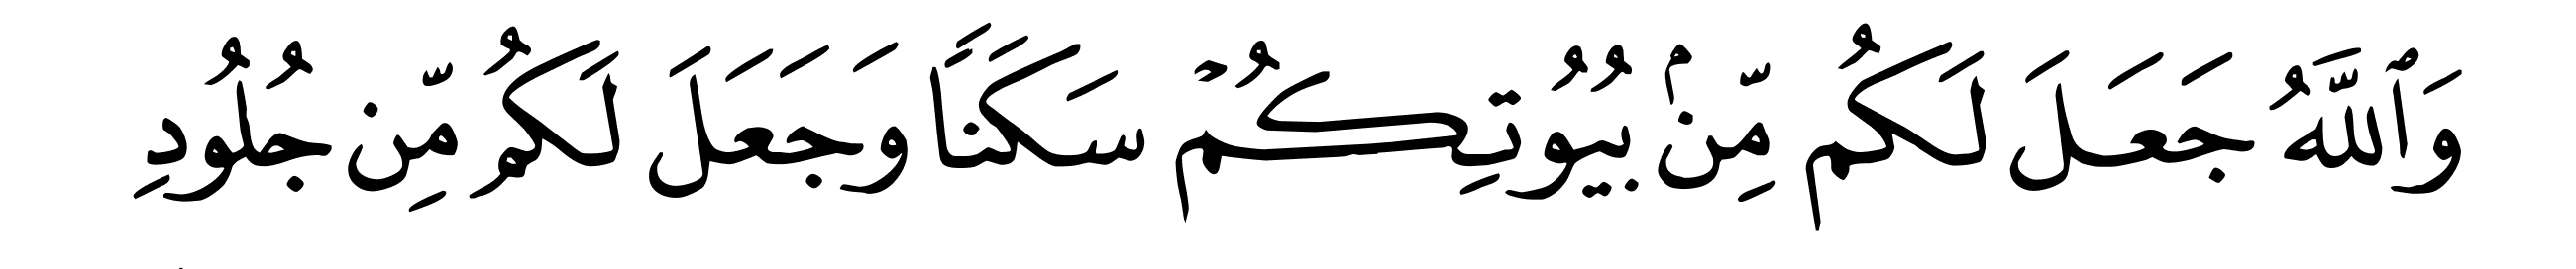 وَٱللَّهُ جَعَلَ لَكُم مِّنۢ بُيُوتِكُمْ سَكَنًا وَجَعَلَ لَكُم مِّن جُلُودِ